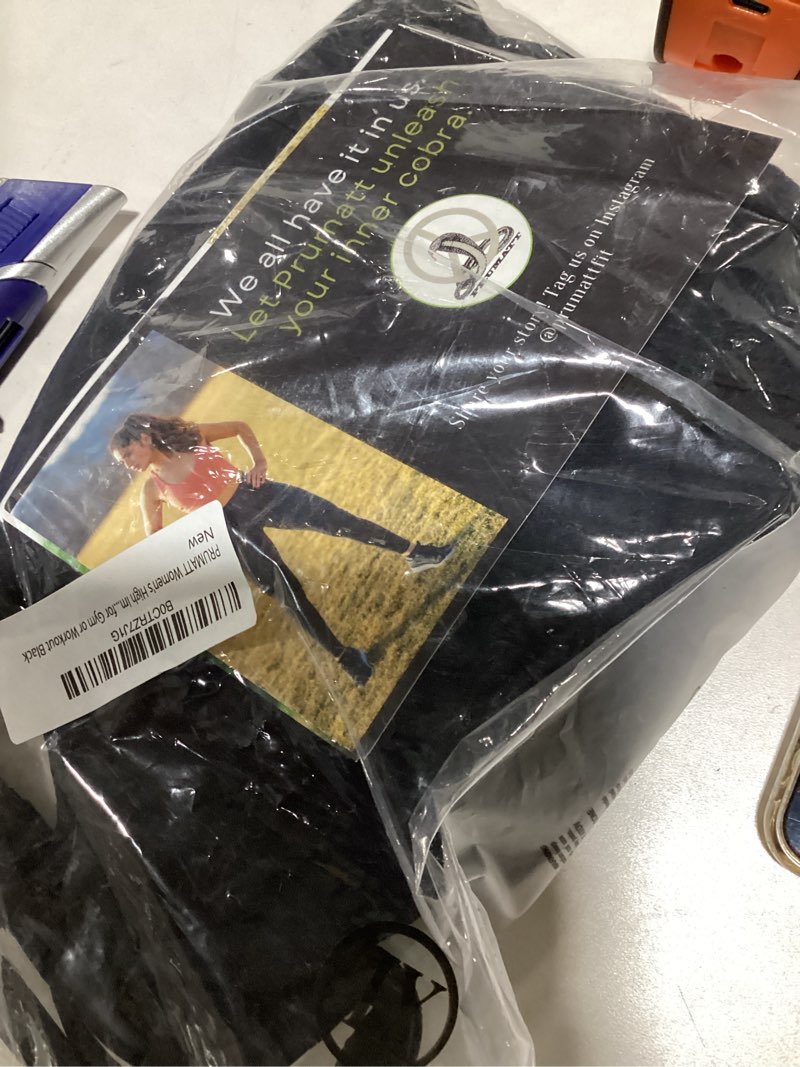 We all have it in us.
Let Prumatt unleash
your inner cobra.
PRUMATT
Share your story! Tag us on Instagram
@prumattfit
B0CTRZ7J1G
PRUMATT Women's High Im...for Gym or Workout Black
New